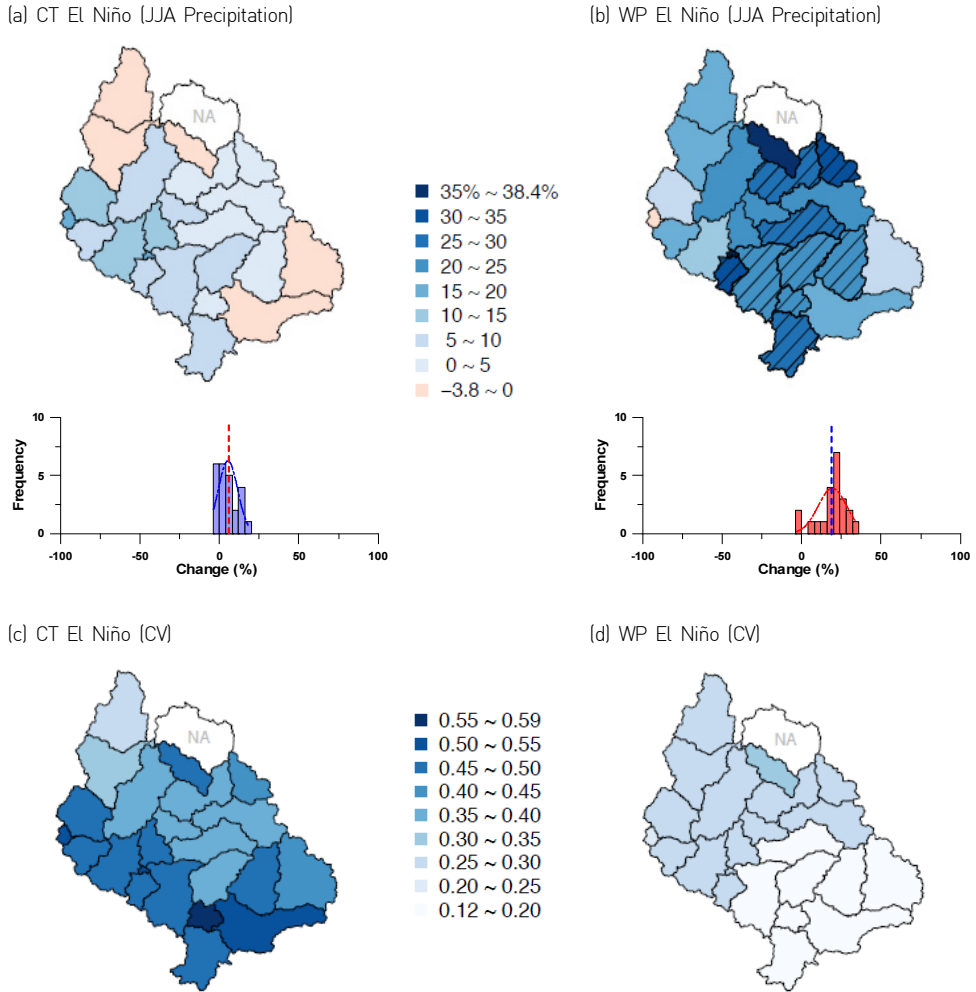 (a) CT El Niño (JJA Precipitation)
(b) WP El Niño (JJA Precipitation)
NA
NA
35% ~ 38.4%
30 ~ 35
25 ~ 30
20 ~ 25
15 ~ 20
10 ~ 15
5 ~ 10
0 ~ 5
−3.8 ~ 0
10
5
0
Frequency
-100
-50
0
50
100
Change (%)
10
5
0
Frequency
-100
-50
0
50
100
Change (%)
(c) CT El Niño (CV)
(d) WP El Niño (CV)
NA
NA
0.55 ~ 0.59
0.50 ~ 0.55
0.45 ~ 0.50
0.40 ~ 0.45
0.35 ~ 0.40
0.30 ~ 0.35
0.25 ~ 0.30
0.20 ~ 0.25
0.12 ~ 0.20